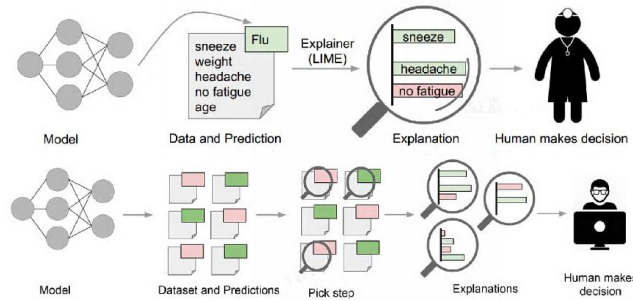 Flu
sneeze
weight
headache
no fatigue
age
Explainer
(LIME)
sneeze
headache
no fatigue
Model
Data and Prediction
Explanation
Human makes decision
Model
Dataset and Predictions
Pick step
Explanations
Human makes
decision